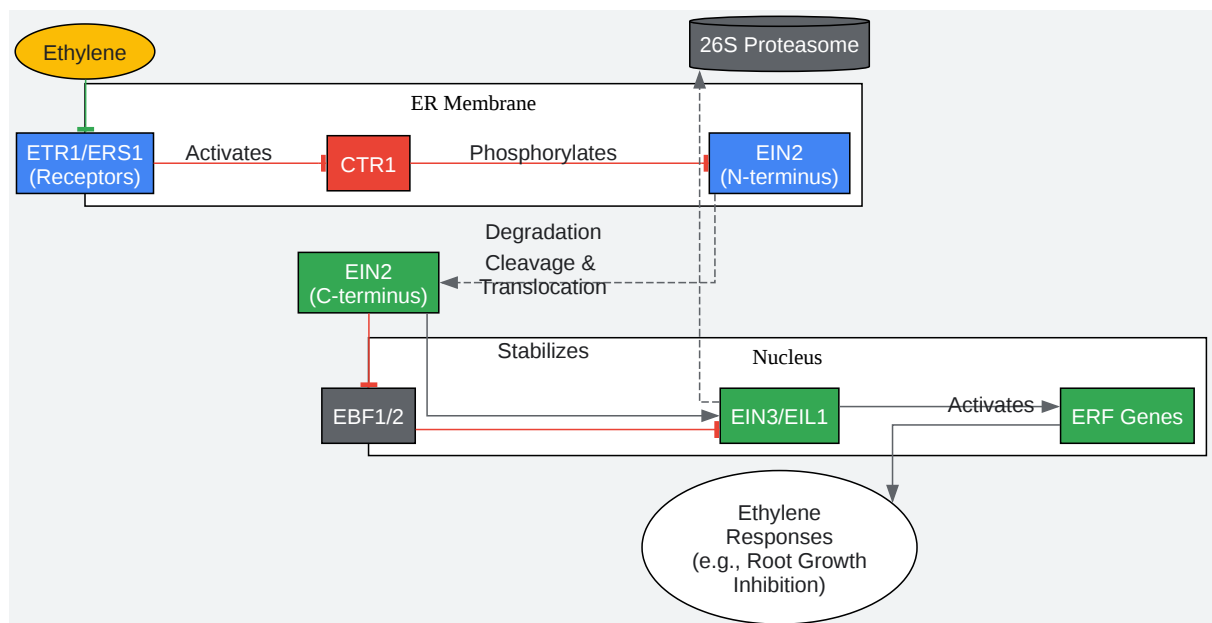 Ethylene
26S Proteasome
ER Membrane
ETR1/ERS1
(Receptors)
Activates
CTR1
Phosphorylates
EIN2
(N-terminus)
Degradation
Cleavage &
Translocation
EIN2
(C-terminus)
Stabilizes
Nucleus
EBF1/2
EIN3/EIL1
Activates
ERF Genes
Ethylene
Responses
(e.g., Root Growth
Inhibition)